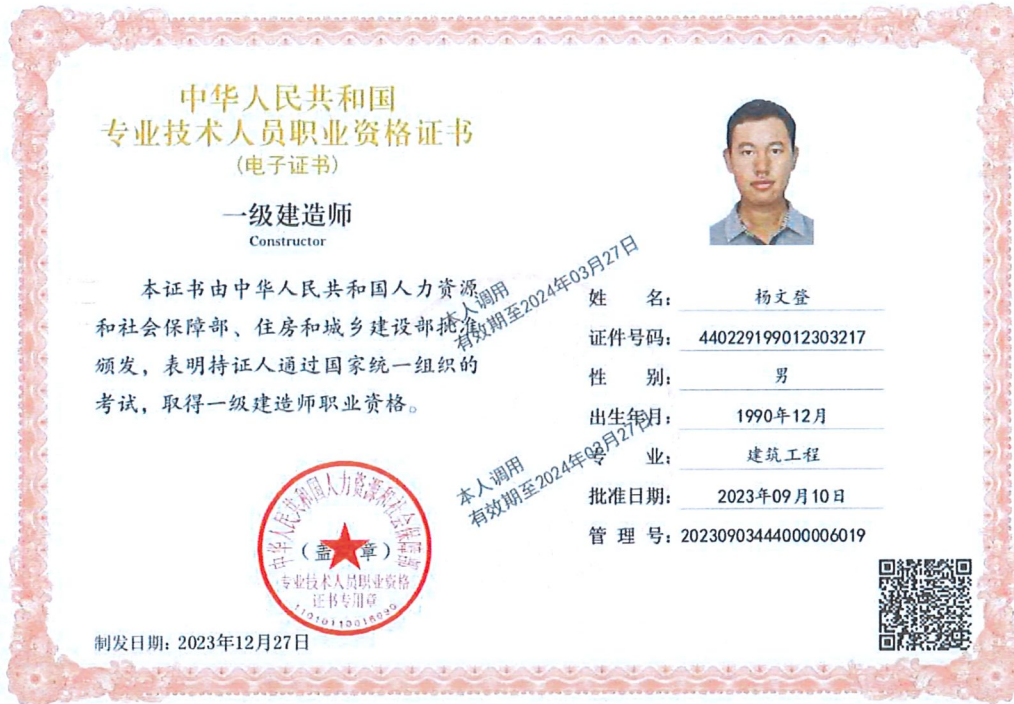 中华人民共和国
专业技术人员职业资格证书
(电子证书)
一级建造师
Constructor
本证书由中华人民共和国人力资源
和社会保障部、住房和城乡建设部批准
颁发，表明持证人通过国家统一组织的
考试，取得一级建造师职业资格。
本人调用
有效期至2024年03月27日
姓 名： 杨文登
证件号码： 440229199012303217
性 别： 男
出生年月： 1990年12月
专 业： 建筑工程
批准日期： 2023年09月10日
管 理 号： 20230903444000006019
本人调用
有效期至2024年03月27日
中华人民共和国人力资源和社会保障部
（盖 章）
专业技术人员职业资格
证书专用章
制发日期：2023年12月27日